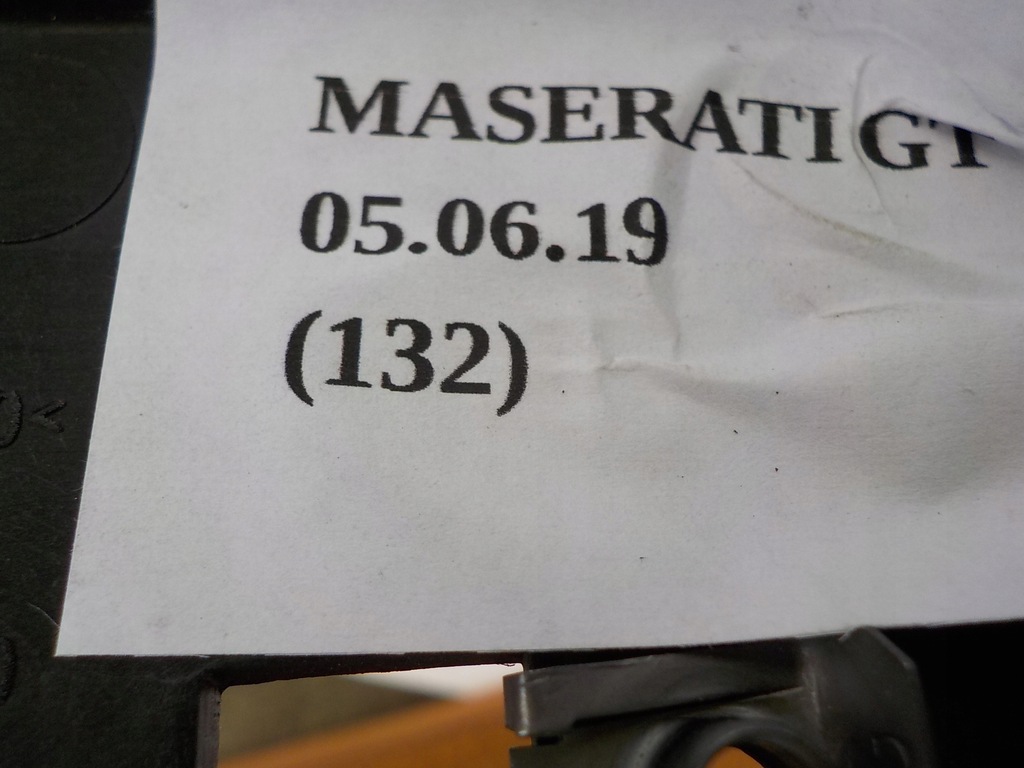 MASERATI GT
05.06.19
(132)